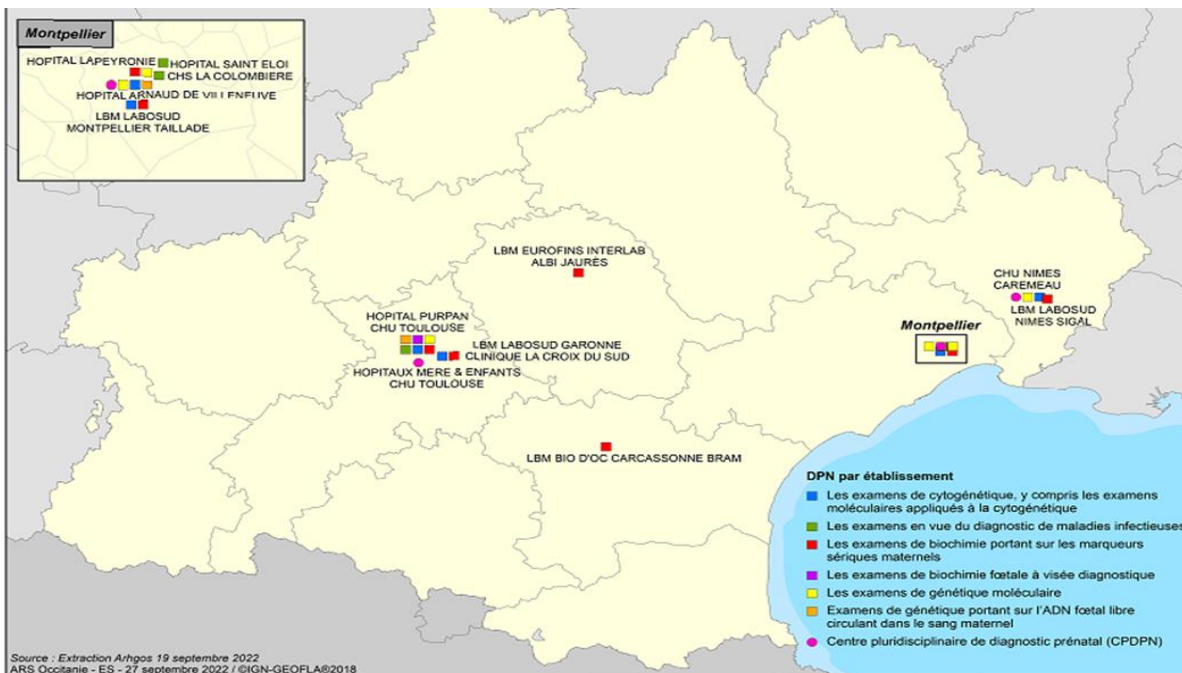 Montpellier
HOPITAL LAPEYRONIE
HOPITAL SAINT ELOI
CHS LA COLOMBIERE
HOPITAL ARNAUD DE VILLENEUVE
LBM LABOSUD
MONTPELLIER TAILLADE
LBM EUROFINS INTERLAB
ALBI JAURÈS
CHU NIMES
CAREMEAU
LBM LABOSUD
NIMES SIGAL
HOPITAL PURPAN
CHU TOULOUSE
Montpellier
LBM LABOSUD GARONNE
CLINIQUE LA CROIX DU SUD
HOPITAUX MERE & ENFANTS
CHU TOULOUSE
LBM BIO D'OC CARCASSONNE BRAM
DPN par établissement
Les examens de cytogénétique, y compris les examens
moléculaires appliqués à la cytogénétique
Les examens en vue du diagnostic de maladies infectieuses
Les examens de biochimie portant sur les marqueurs
sériques maternels
Les examens de biochimie fœtale à visée diagnostique
Les examens de génétique moléculaire
Examens de génétique portant sur l'ADN fœtal libre
circulant dans le sang maternel
Centre pluridisciplinaire de diagnostic prénatal (CPDPN)
Source : Extraction Arhgos 19 septembre 2022
ARS Occitanie - ES - 27 septembre 2022 / ©IGN-GEOFLA®2018